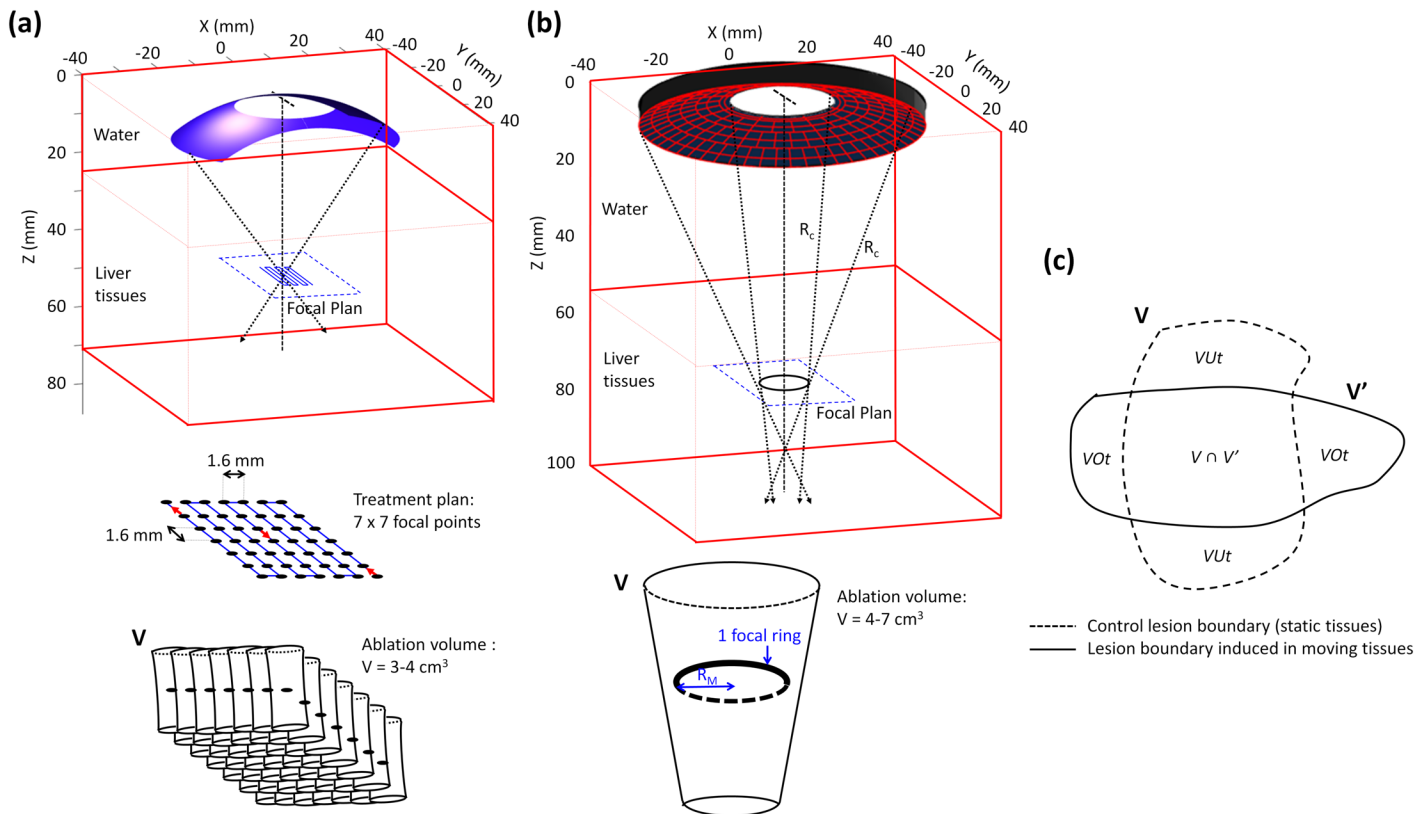 (a)
X (mm)
-40
-20
0
20
40
-40
-20
0
20
40
Y (mm)
0
20
40
60
80
Z (mm)
Water
Liver
tissues
Focal Plan
1.6 mm
1.6 mm
Treatment plan:
7 x 7 focal points
V
Ablation volume :
V = 3-4 cm³
(b)
X (mm)
-40
-20
0
20
40
-40
-20
0
20
40
Y (mm)
0
20
40
60
80
100
Z (mm)
Water
Rc
Rc
Liver
tissues
Focal Plan
V
Ablation volume:
V = 4-7 cm³
1 focal ring
RM
(c)
V
VUt
V'
VOt
V ∩ V'
VOt
VUt
Control lesion boundary (static tissues)
Lesion boundary induced in moving tissues